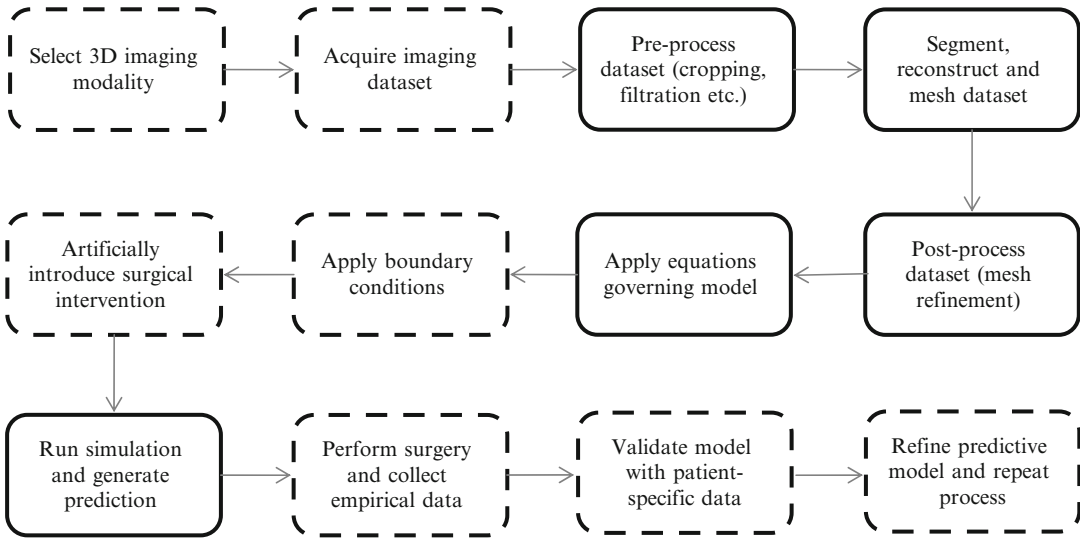 Select 3D imaging
modality
Acquire imaging
dataset
Pre-process
dataset (cropping,
filtration etc.)
Segment,
reconstruct and
mesh dataset
Post-process
dataset (mesh
refinement)
Apply equations
governing model
Apply boundary
conditions
Artificially
introduce surgical
intervention
Run simulation
and generate
prediction
Perform surgery
and collect
empirical data
Validate model
with patient-
specific data
Refine predictive
model and repeat
process